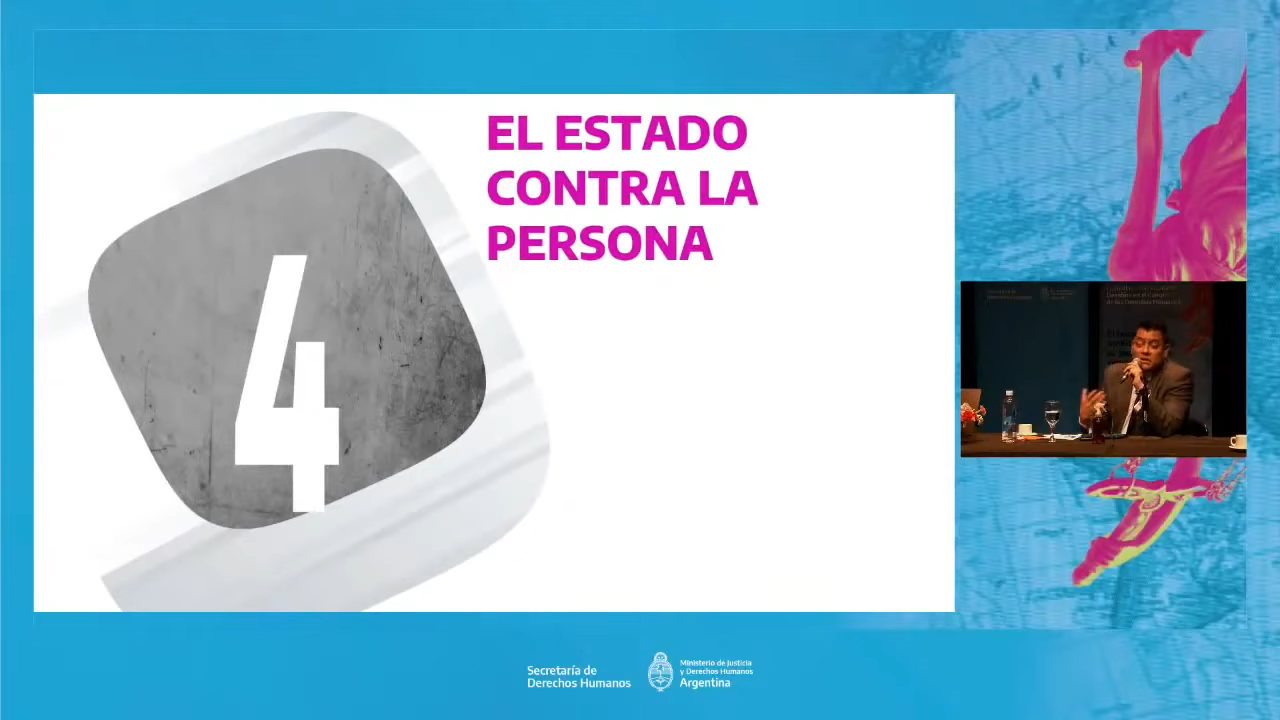 EL ESTADO
CONTRA LA
PERSONA
4
Secretaría de
Derechos Humanos
Ministerio de Justicia
y Derechos Humanos
Argentina